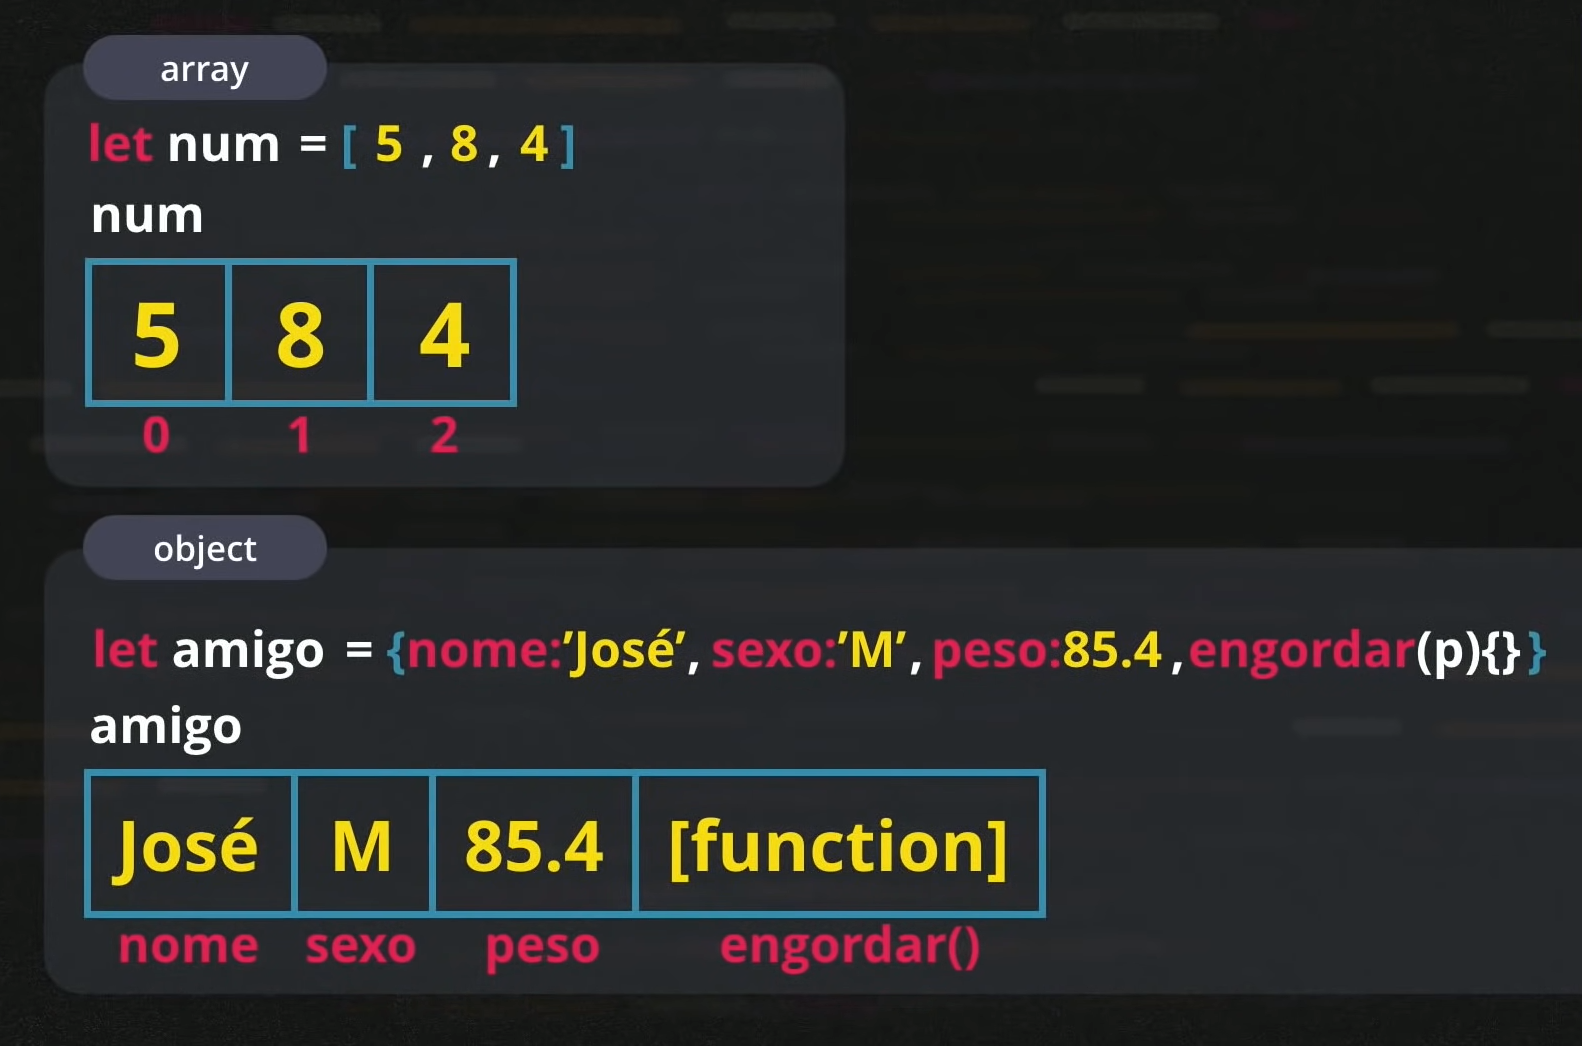 array
let num = [ 5 , 8 , 4 ]
num
5 8 4
0 1 2
object
let amigo = {nome:’José’, sexo:’M’, peso:85.4 ,engordar(p){} }
amigo
José M 85.4 [function]
nome sexo peso engordar()